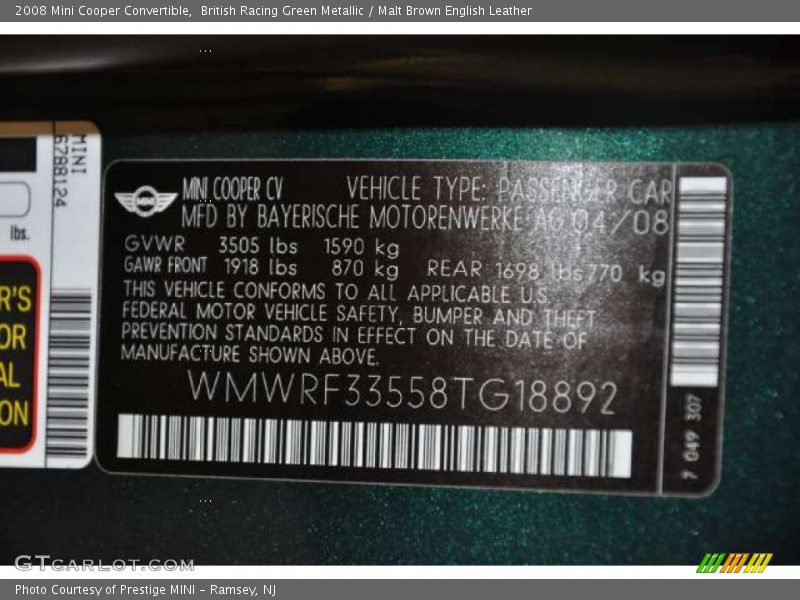 2008 Mini Cooper Convertible,  British Racing Green Metallic / Malt Brown English Leather
MINI
6788124
lbs.
R'S
OR
AL
ON
MINI
MINI COOPER CV VEHICLE TYPE: PASSENGER CAR
MFD BY BAYERISCHE MOTORENWERKE AG 04/08
GVWR 3505 lbs 1590 kg
GAWR FRONT 1918 lbs 870 kg REAR 1698 lbs 770 kg
THIS VEHICLE CONFORMS TO ALL APPLICABLE U.S.
FEDERAL MOTOR VEHICLE SAFETY, BUMPER AND THEFT
PREVENTION STANDARDS IN EFFECT ON THE DATE OF
MANUFACTURE SHOWN ABOVE.
WMWRF33558TG18892
7 049 307
GTcarlot.com
Photo Courtesy of Prestige MINI - Ramsey, NJ